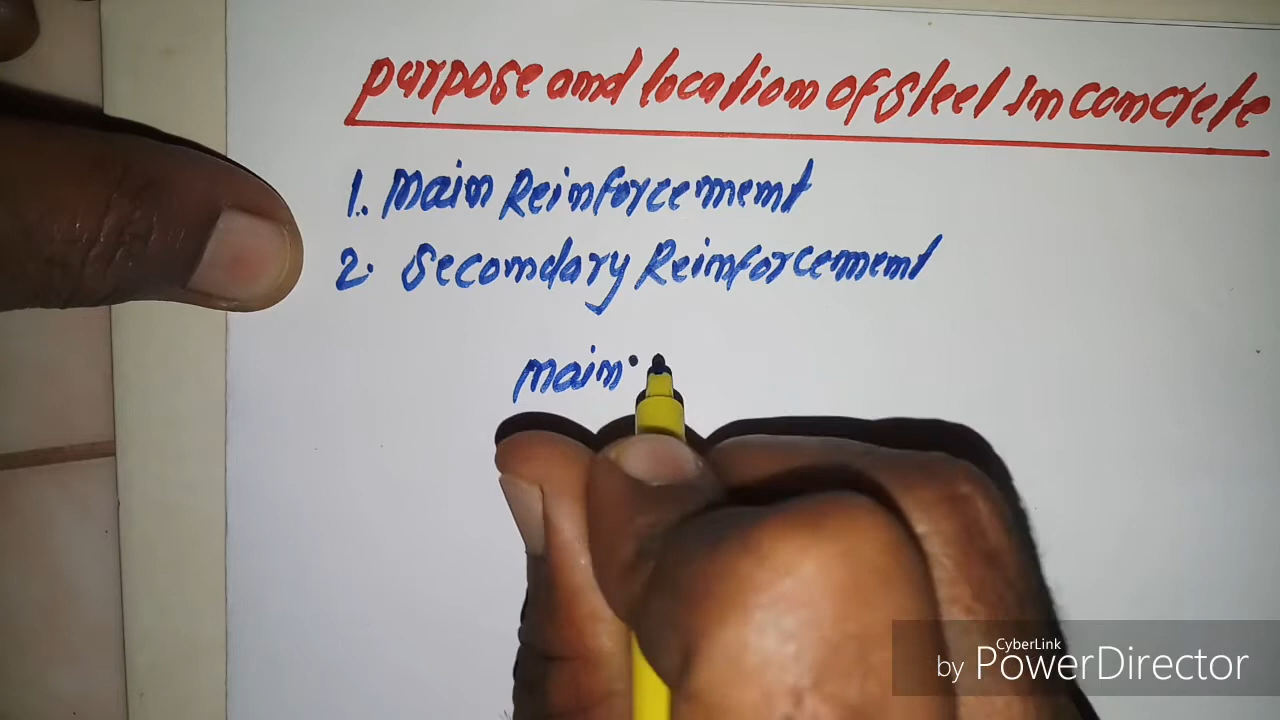 purpose and location of steel in concrete
1. Main Reinforcement
2. Secondary Reinforcement
main
CyberLink
by PowerDirector